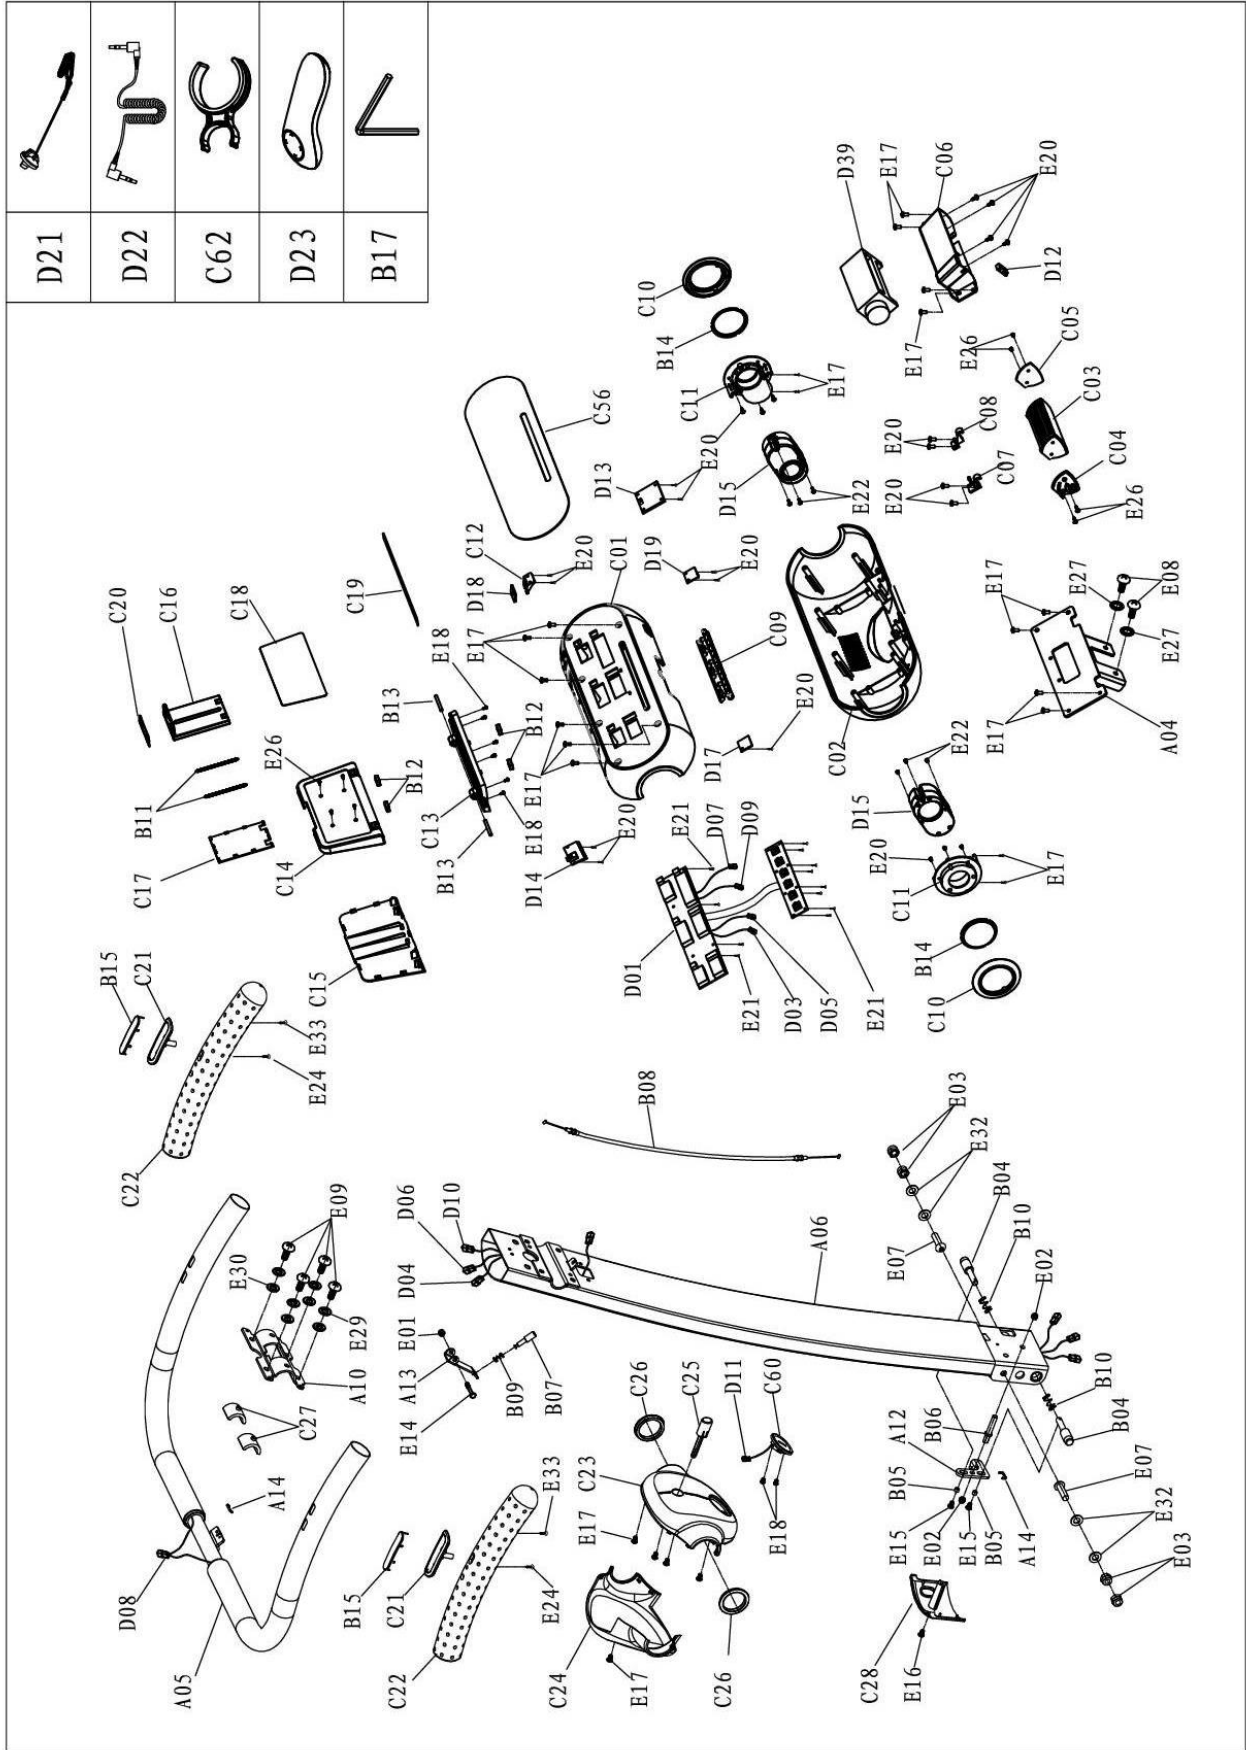 D21
D22
C62
D23
B17
D39
E17
C06
E20
D12
E17
C10
B14
C11
E17
E20
E26
C05
C03
C04
E26
C08
E20
C07
E20
C56
D13
E20
D15
E22
C12
D18
E20
C01
D19
E20
C19
E17
E18
C20
C16
C18
B13
B12
C09
E20
D17
C02
E17
E27
E08
E27
E17
A04
E22
D15
E20
C11
E17
B14
C10
B11
E26
B12
C17
C14
C13
E18
B13
E17
E20
D14
E21
D07
D09
D01
E21
D03
D05
E21
C15
B15
C21
E33
E24
C22
B08
E03
E32
B04
B10
E02
E07
A06
D06
D10
D04
E01
A13
E14
B09
B07
E09
E30
E29
A10
C27
A14
D08
A05
B15
C21
C22
E33
E24
C26
C25
C23
E17
D11
C60
E18
C24
E17
C26
A12
B06
B05
E15
E02
E15
B05
A14
B10
B04
E07
E32
E03
C28
E16